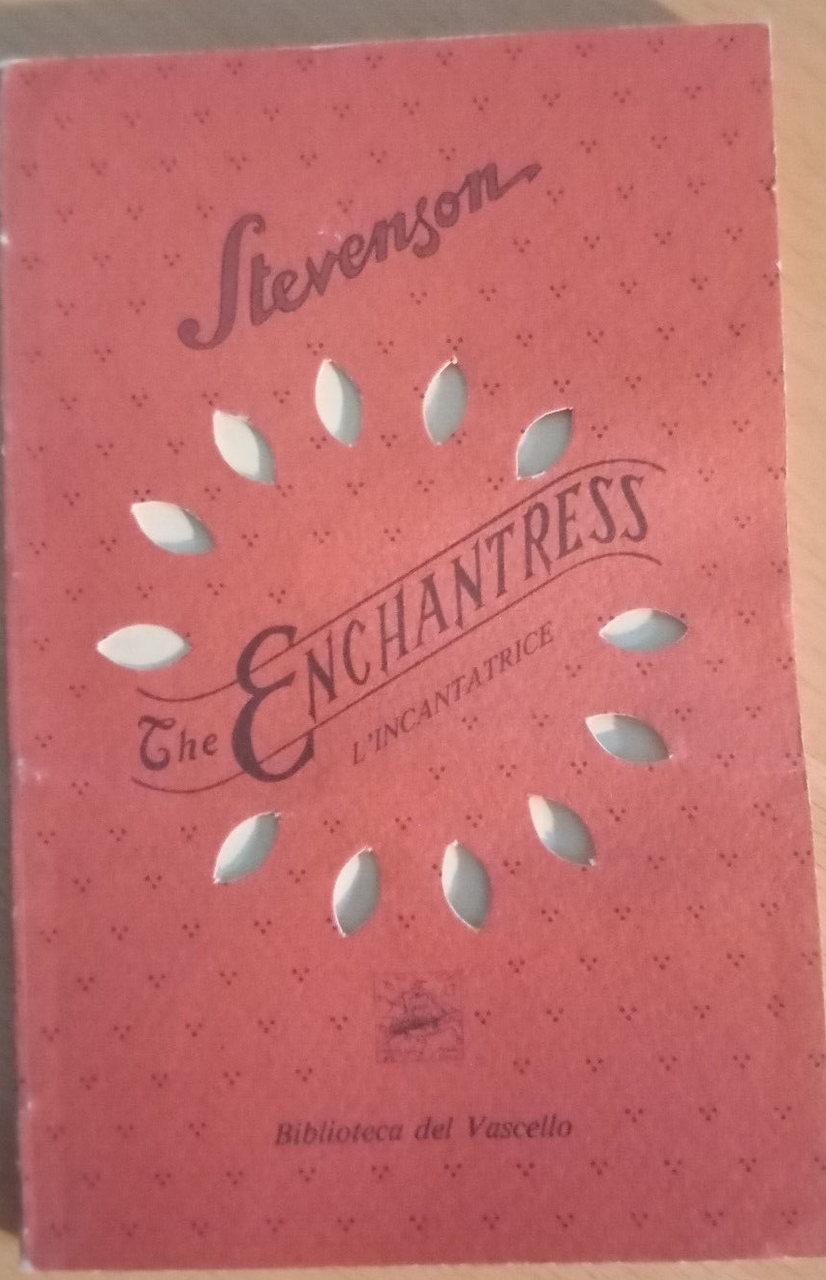 Stevenson
The ENCHANTRESS
L'INCANTATRICE
Biblioteca del Vascello